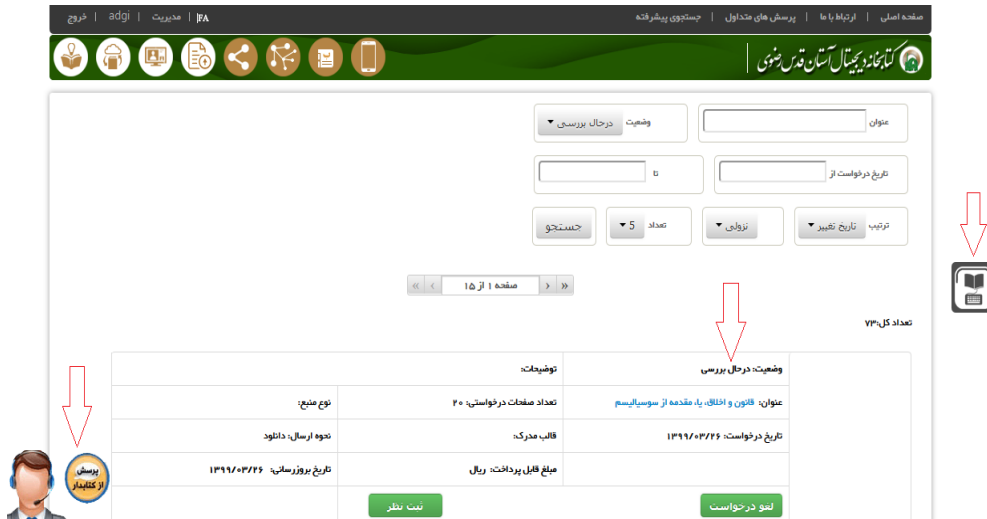 صفحه اصلی | ارتباط با ما | پرسش های متداول | جستجوی پیشرفته
FA | مدیریت | adgi | خروج
کتابخانه دیجیتال آستان قدس رضوی
عنوان
وضعیت درحال بررسی
تاریخ درخواست از
تا
ترتیب تاریخ تغییر نزولی تعداد 5 جستجو
« ‹ صفحه ۱ از ۱۵ › »
تعداد کل:۷۳
وضعیت: درحال بررسی توضیحات:
عنوان: قانون و اخلاق، یا، مقدمه از سوسیالیسم تعداد صفحات درخواستی: ۲۰ نوع منبع:
تاریخ درخواست: ۱۳۹۹/۰۳/۲۶ قالب مدرک: نحوه ارسال: دانلود
مبلغ قابل پرداخت: ریال تاریخ بروزرسانی: ۱۳۹۹/۰۳/۲۶
لغو درخواست ثبت نظر
پرسش
از کتابدار